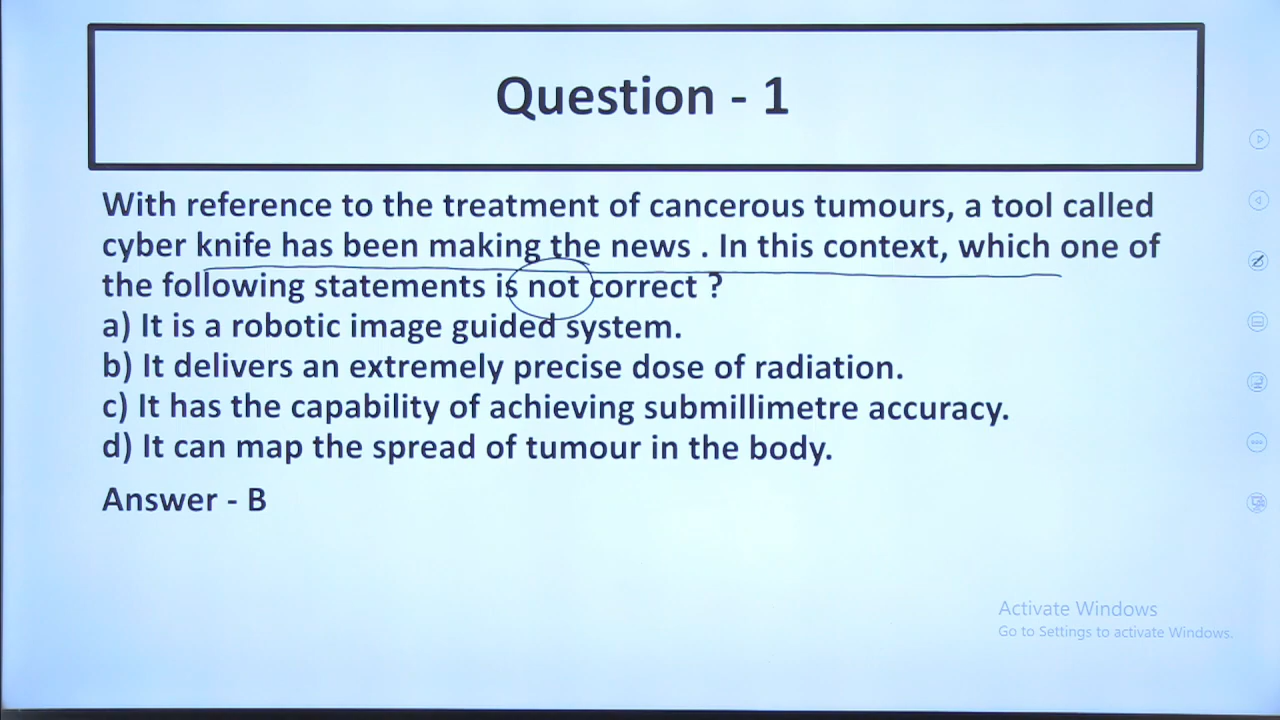 Question - 1
With reference to the treatment of cancerous tumours, a tool called
cyber knife has been making the news . In this context, which one of
the following statements is not correct ?
a) It is a robotic image guided system.
b) It delivers an extremely precise dose of radiation.
c) It has the capability of achieving submillimetre accuracy.
d) It can map the spread of tumour in the body.
Answer - B
Activate Windows
Go to Settings to activate Windows.